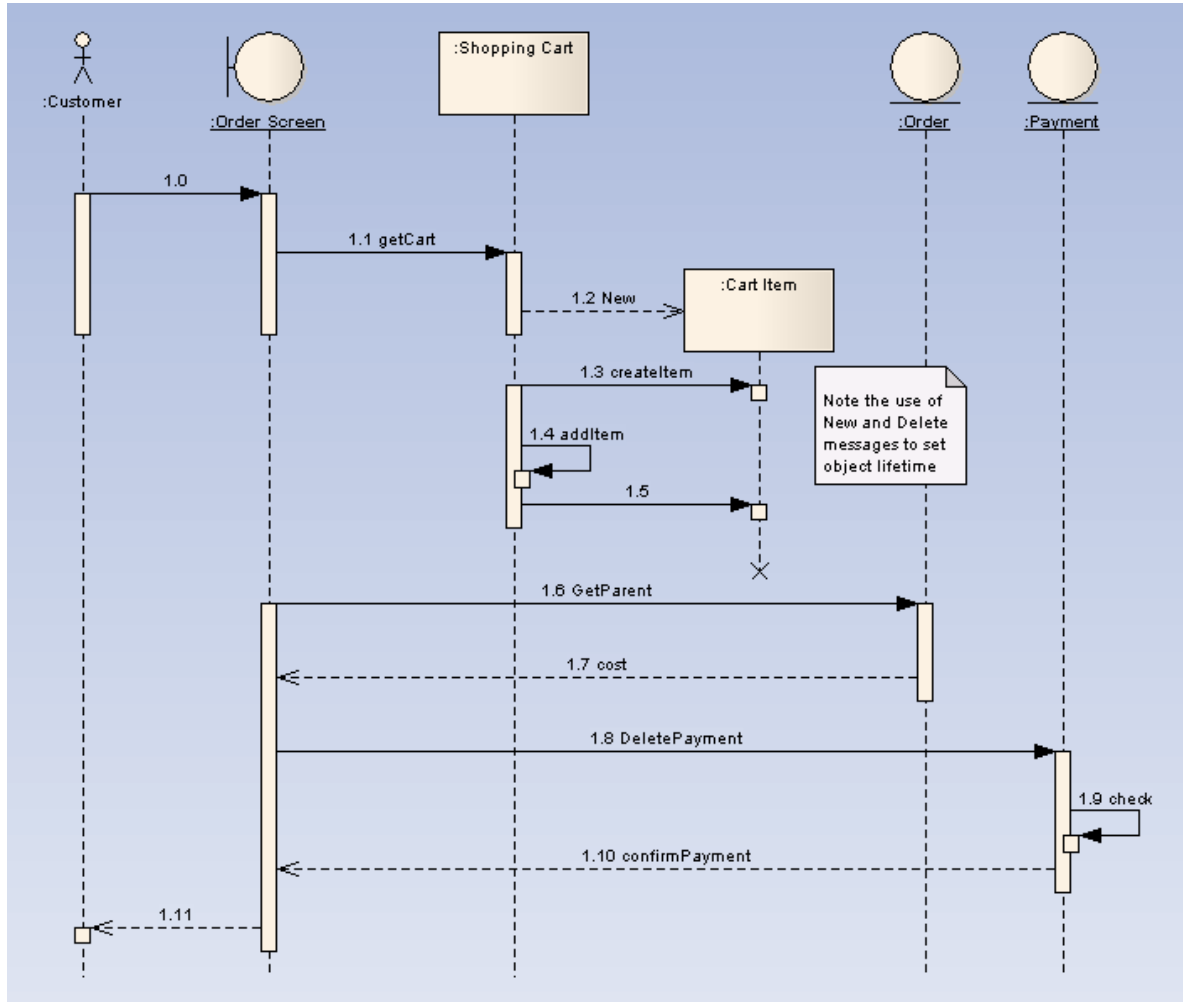 :Customer
:Order Screen
:Shopping Cart
:Order
:Payment
1.0
1.1 getCart
1.2 New
:Cart Item
1.3 createItem
Note the use of
New and Delete
messages to set
object lifetime
1.4 addItem
1.5
1.6 GetParent
1.7 cost
1.8 DeletePayment
1.9 check
1.10 confirmPayment
1.11